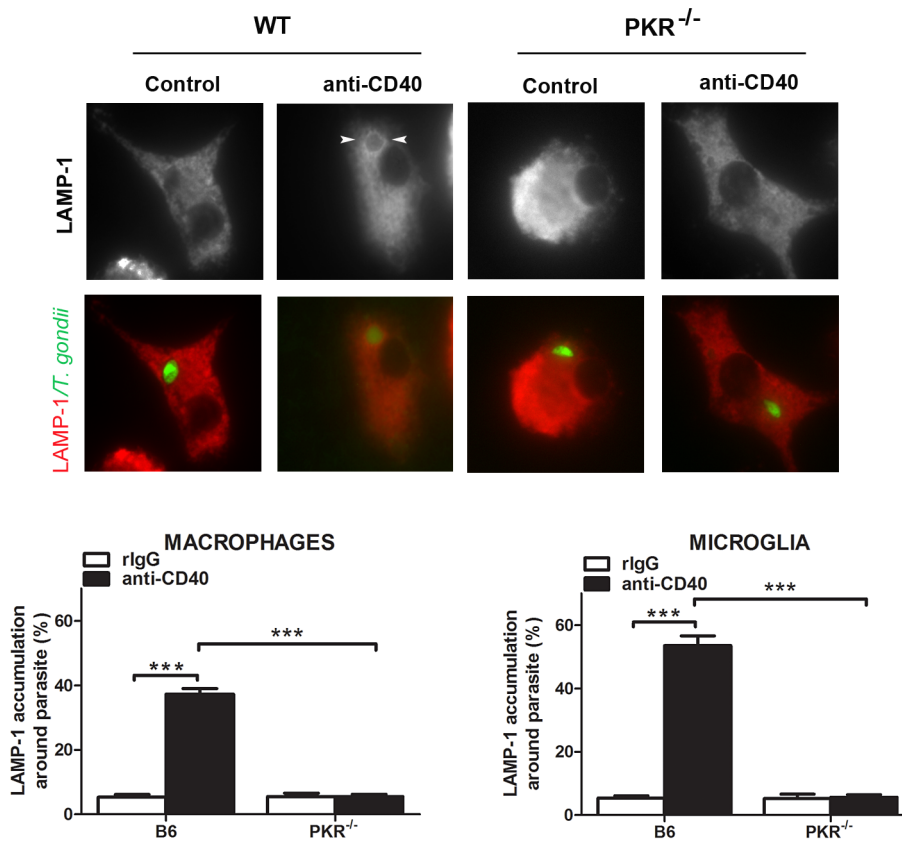 WT
PKR-/-
Control
anti-CD40
Control
anti-CD40
LAMP-1
LAMP-1/T. gondii
MACROPHAGES
rIgG
anti-CD40
LAMP-1 accumulation
around parasite (%)
60
40
20
0
***
***
B6
PKR-/-
MICROGLIA
rIgG
anti-CD40
LAMP-1 accumulation
around parasite (%)
60
40
20
0
***
***
B6
PKR-/-